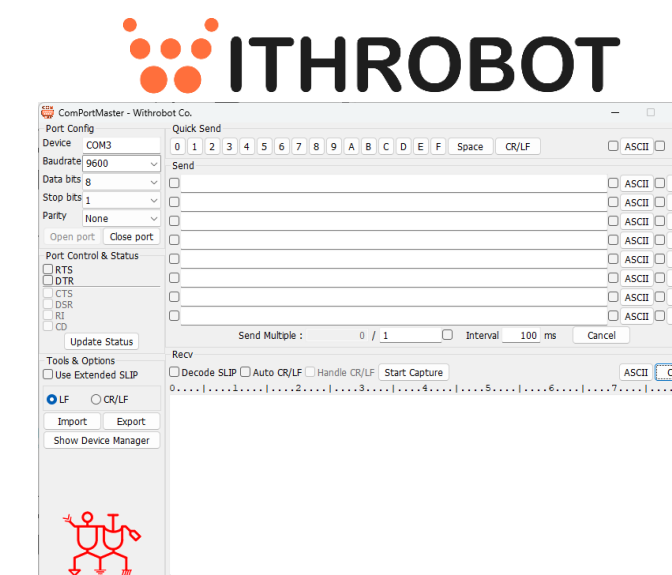 ITHROBOT
ComPortMaster - Withrobot Co.
Port Config
Device COM3
Baudrate 9600
Data bits 8
Stop bits 1
Parity None
Open port Close port
Port Control & Status
RTS
DTR
CTS
DSR
RI
CD
Update Status
Tools & Options
Use Extended SLIP
LF CR/LF
Import Export
Show Device Manager
Quick Send
0 1 2 3 4 5 6 7 8 9 A B C D E F Space CR/LF ASCII
Send
ASCII
ASCII
ASCII
ASCII
ASCII
ASCII
ASCII
ASCII
Send Multiple : 0 / 1 Interval 100 ms Cancel
Recv
Decode SLIP Auto CR/LF Handle CR/LF Start Capture ASCII
0....|....1....|....2....|....3....|....4....|....5....|....6....|....7....|....